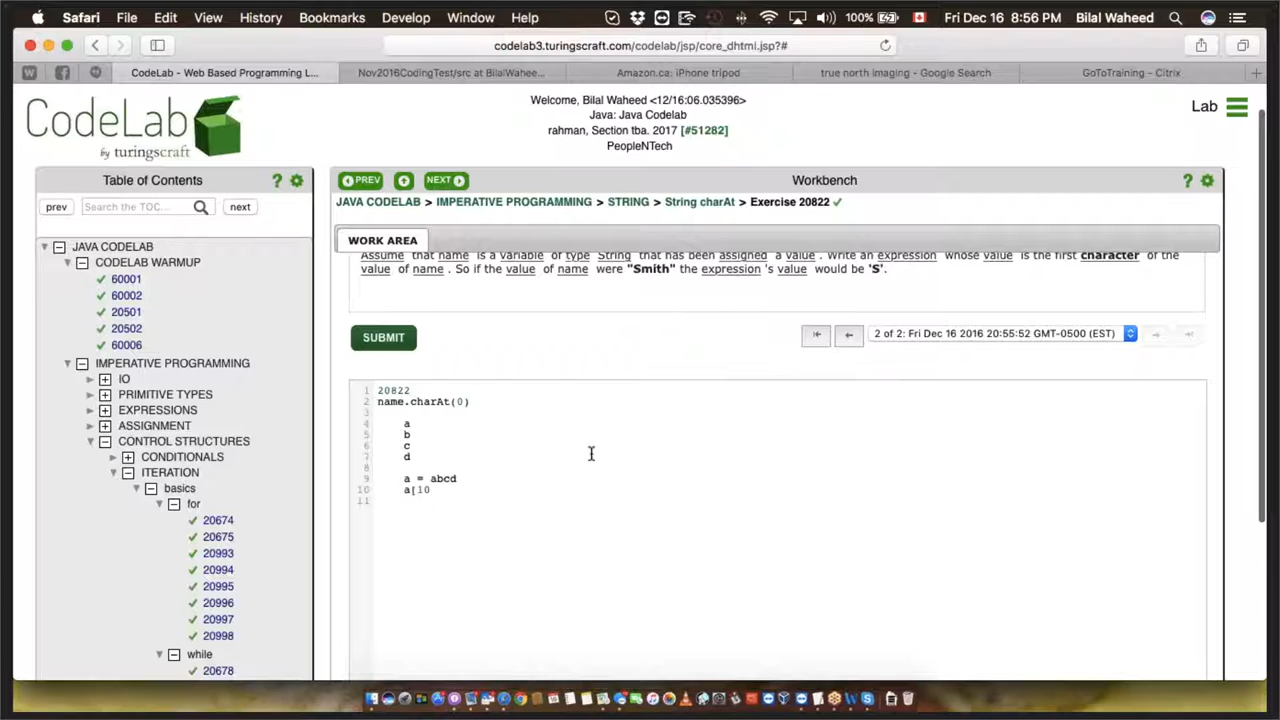 Safari File Edit View History Bookmarks Develop Window Help 100% Fri Dec 16 8:56 PM Bilal Waheed
codelab3.turingscraft.com/codelab/jsp/core_dhtml.jsp?#
CodeLab - Web Based Programming L... Nov2016CodingTest/src at BilalWahee... Amazon.ca: iPhone tripod true north imaging - Google Search GoToTraining - Citrix
CodeLab
by turingscraft
Welcome, Bilal Waheed <12/16:06.035396>
Java: Java Codelab
rahman, Section tba. 2017 [#51282]
PeopleNTech
Lab
Table of Contents ?
prev Search the TOC... next
JAVA CODELAB
CODELAB WARMUP
60001
60002
20501
20502
60006
IMPERATIVE PROGRAMMING
IO
PRIMITIVE TYPES
EXPRESSIONS
ASSIGNMENT
CONTROL STRUCTURES
CONDITIONALS
ITERATION
basics
for
20674
20675
20993
20994
20995
20996
20997
20998
while
20678
PREV NEXT Workbench ?
JAVA CODELAB > IMPERATIVE PROGRAMMING > STRING > String charAt > Exercise 20822
WORK AREA
Assume that name is a variable of type String that has been assigned a value . Write an expression whose value is the first character of the
value of name . So if the value of name were "Smith" the expression 's value would be 'S'.
SUBMIT 2 of 2: Fri Dec 16 2016 20:55:52 GMT-0500 (EST)
1 20822
2 name.charAt(0)
3
4 a
5 b
6 c
7 d
8
9 a = abcd
10 a[10
11